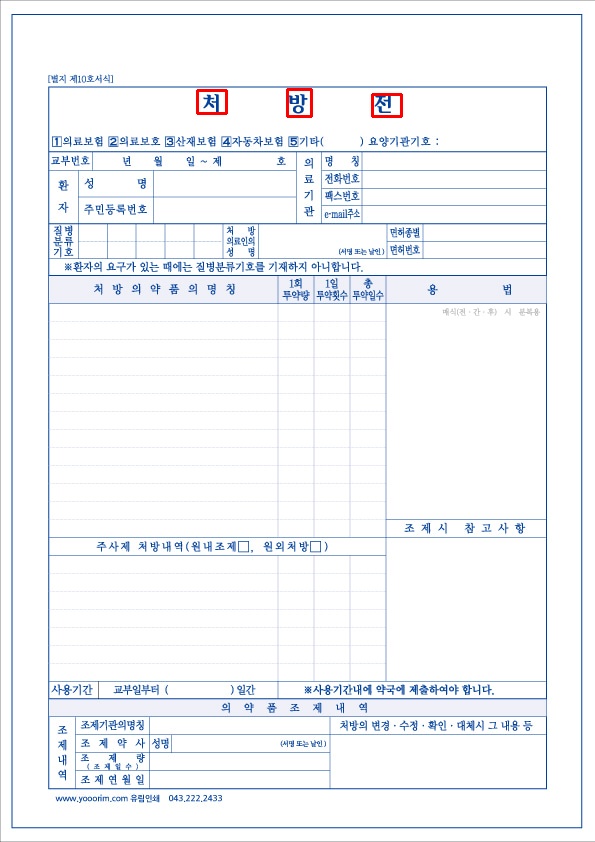 [별지 제10호서식]
처 방 전
1의료보험 2의료보호 3산재보험 4자동차보험 5기타( ) 요양기관기호 :
교부번호 년 월 일 ~ 제 호
환자
성 명
주민등록번호
의료기관
명 칭
전화번호
팩스번호
e-mail주소
질병분류기호
처 방
의료인의
성 명
(서명 또는 날인)
면허종별
면허번호
※환자의 요구가 있는 때에는 질병분류기호를 기재하지 아니합니다.
처 방 의 약 품 의 명 칭
1회 투약량
1일 투약횟수
총 투약일수
용 법
매식(전 · 간 · 후) 시 분복용
조 제 시 참 고 사 항
주사제 처방내역(원내조제□, 원외처방□)
사용기간 교부일부터 ( ) 일간 ※사용기간내에 약국에 제출하여야 합니다.
의 약 품 조 제 내 역
조제내역
조제기관의명칭
조 제 약 사 성명 (서명 또는 날인)
조 제 량
( 조 제 일 수 )
조 제 연 월 일
처방의 변경 · 수정 · 확인 · 대체시 그 내용 등
www.yooorim.com 유림인쇄 043.222.2433